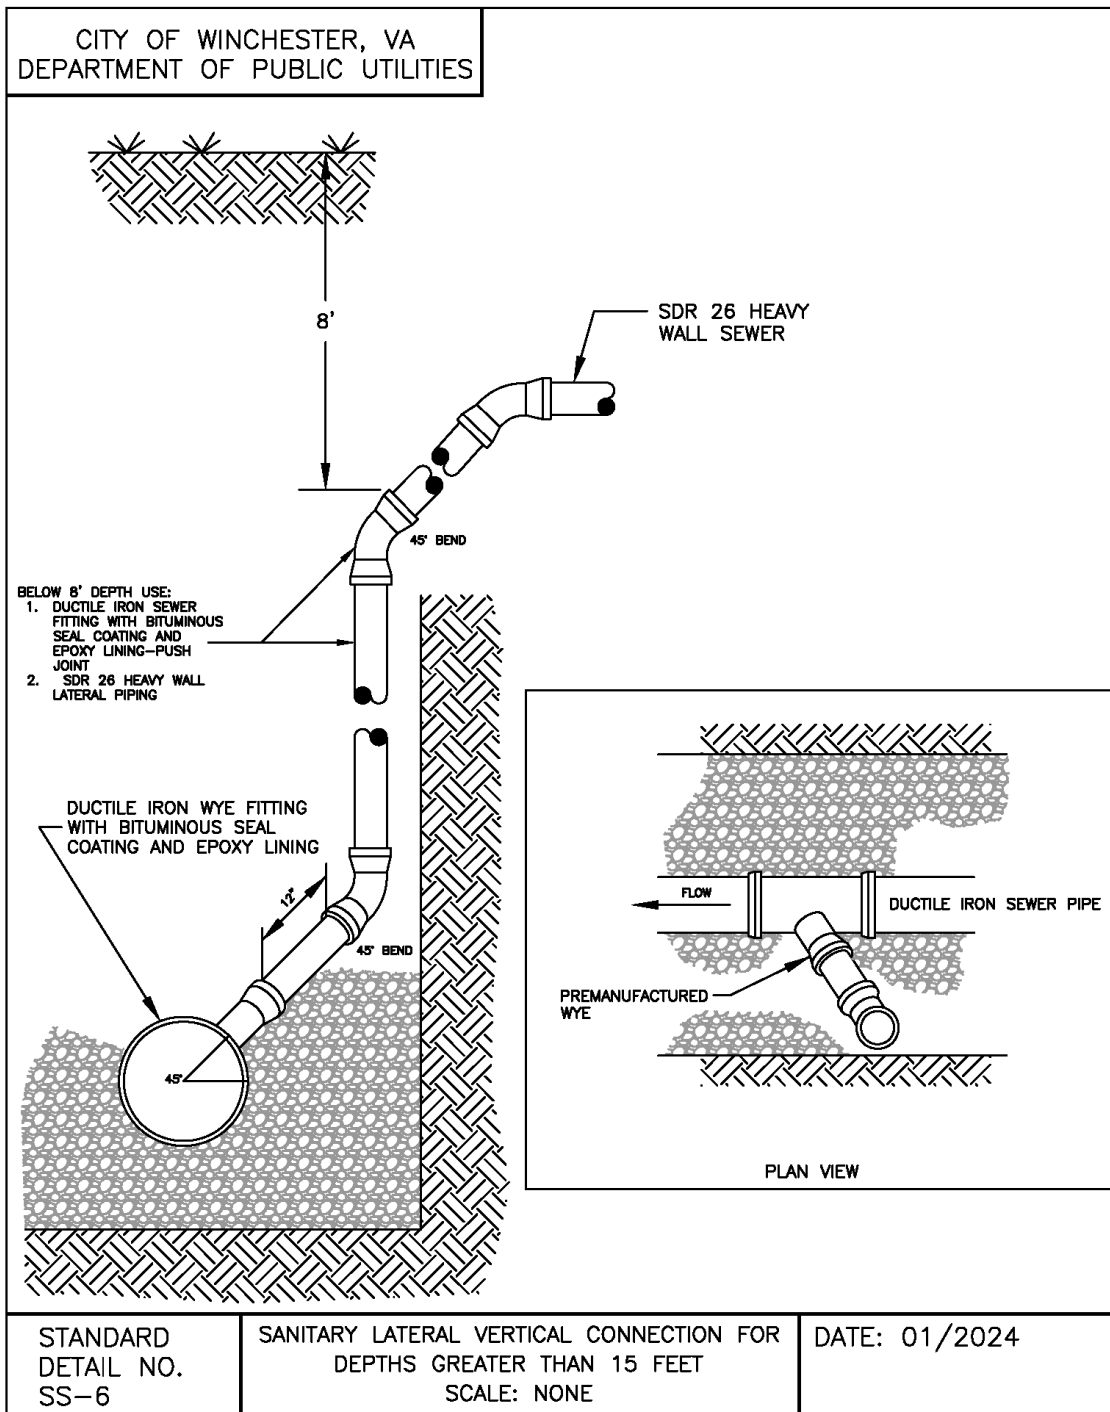 CITY OF WINCHESTER, VA
DEPARTMENT OF PUBLIC UTILITIES
8'
SDR 26 HEAVY
WALL SEWER
45° BEND
BELOW 8' DEPTH USE:
1. DUCTILE IRON SEWER
FITTING WITH BITUMINOUS
SEAL COATING AND
EPOXY LINING-PUSH
JOINT
2. SDR 26 HEAVY WALL
LATERAL PIPING
DUCTILE IRON WYE FITTING
WITH BITUMINOUS SEAL
COATING AND EPOXY LINING
12"
45° BEND
45°
FLOW
DUCTILE IRON SEWER PIPE
PREMANUFACTURED
WYE
PLAN VIEW
STANDARD
DETAIL NO.
SS-6
SANITARY LATERAL VERTICAL CONNECTION FOR
DEPTHS GREATER THAN 15 FEET
SCALE: NONE
DATE: 01/2024